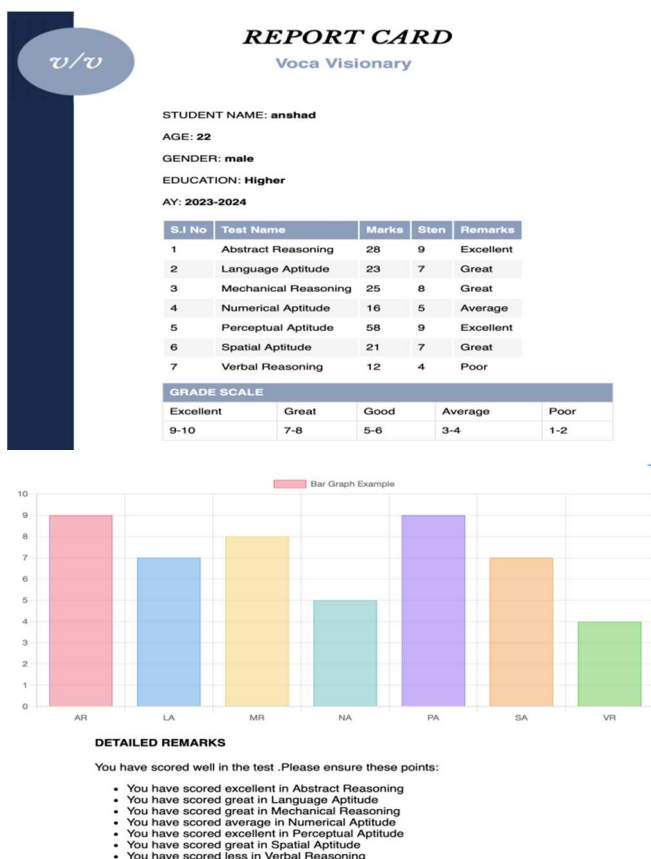 REPORT CARD
v/v
Voca Visionary
STUDENT NAME: anshad
AGE: 22
GENDER: male
EDUCATION: Higher
AY: 2023-2024
S.I No Test Name Marks Sten Remarks
1 Abstract Reasoning 28 9 Excellent
2 Language Aptitude 23 7 Great
3 Mechanical Reasoning 25 8 Great
4 Numerical Aptitude 16 5 Average
5 Perceptual Aptitude 58 9 Excellent
6 Spatial Aptitude 21 7 Great
7 Verbal Reasoning 12 4 Poor
GRADE SCALE
Excellent Great Good Average Poor
9-10 7-8 5-6 3-4 1-2
Bar Graph Example
10
9
8
7
6
5
4
3
2
1
0
AR LA MR NA PA SA VR
DETAILED REMARKS
You have scored well in the test .Please ensure these points:
• You have scored excellent in Abstract Reasoning
• You have scored great in Language Aptitude
• You have scored great in Mechanical Reasoning
• You have scored average in Numerical Aptitude
• You have scored excellent in Perceptual Aptitude
• You have scored great in Spatial Aptitude
• You have scored less in Verbal Reasoning